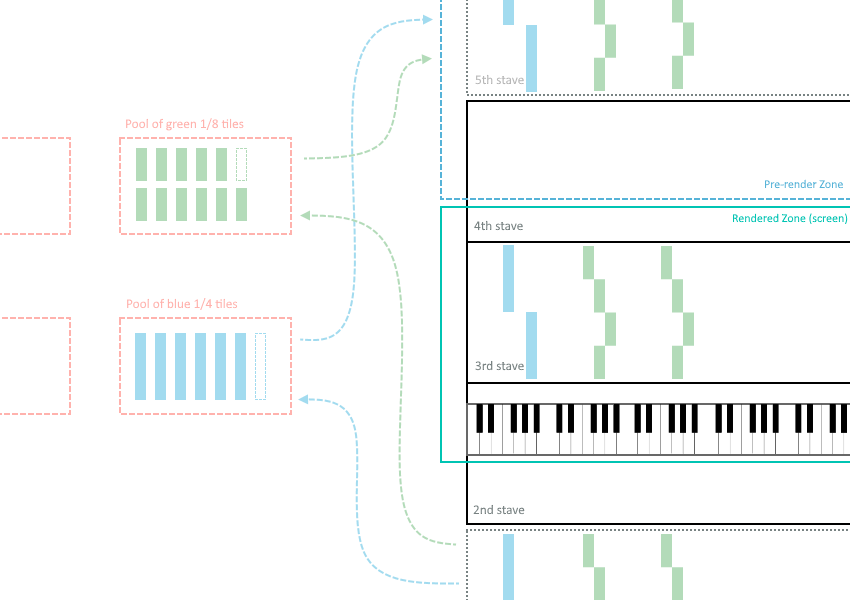 5th stave
Pool of green 1/8 tiles
Pre-render Zone
Rendered Zone (screen)
4th stave
Pool of blue 1/4 tiles
3rd stave
2nd stave